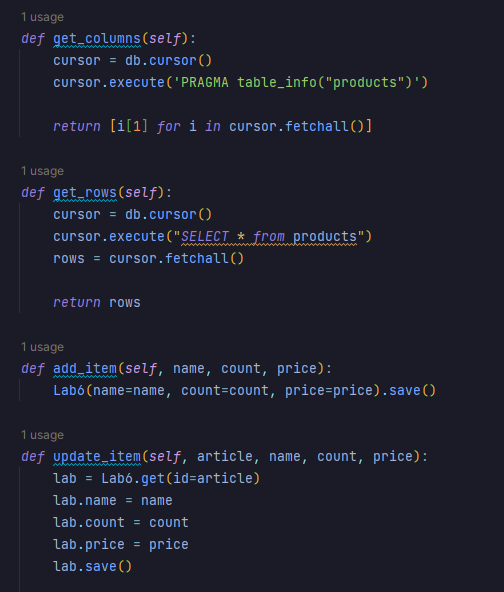 1 usage
def get_columns(self):
    cursor = db.cursor()
    cursor.execute('PRAGMA table_info("products")')
    return [i[1] for i in cursor.fetchall()]
1 usage
def get_rows(self):
    cursor = db.cursor()
    cursor.execute("SELECT * from products")
    rows = cursor.fetchall()
    return rows
1 usage
def add_item(self, name, count, price):
    Lab6(name=name, count=count, price=price).save()
1 usage
def update_item(self, article, name, count, price):
    lab = Lab6.get(id=article)
    lab.name = name
    lab.count = count
    lab.price = price
    lab.save()